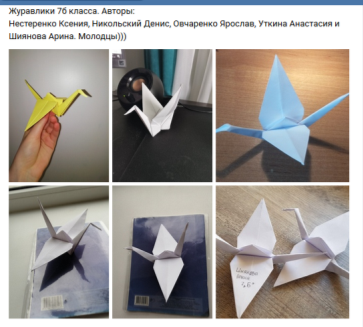 Журавлики 7б класса. Авторы:
Нестеренко Ксения, Никольский Денис, Овчаренко Ярослав, Уткина Анастасия и
Шиянова Арина. Молодцы)))